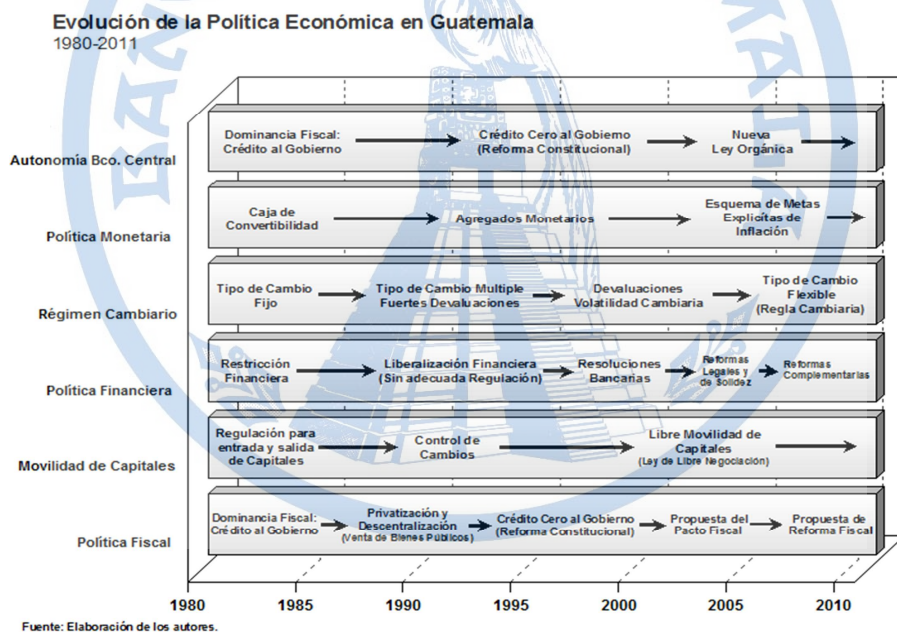 Evolución de la Política Económica en Guatemala
1980-2011
Autonomía Bco. Central
Dominancia Fiscal:
Crédito al Gobierno
Crédito Cero al Gobierno
(Reforma Constitucional)
Nueva
Ley Orgánica
Política Monetaria
Caja de
Convertibilidad
Agregados Monetarios
Esquema de Metas
Explicítas de
Inflación
Régimen Cambiario
Tipo de Cambio
Fijo
Tipo de Cambio Multiple
Fuertes Devaluaciones
Devaluaciones
Volatilidad Cambiaria
Tipo de Cambio
Flexible
(Regla Cambiaria)
Política Financiera
Restricción
Financiera
Liberalización Financiera
(Sin adecuada Regulación)
Resoluciones
Bancarias
Reformas
Legales y
de Solidez
Reformas
Complementarias
Movilidad de Capitales
Regulación para
entrada y salida
de Capitales
Control de
Cambios
Libre Movilidad de
Capitales
(Ley de Libre Negociación)
Política Fiscal
Dominancia Fiscal:
Crédito al Gobierno
Privatización y
Descentralización
(Venta de Bienes Públicos)
Crédito Cero al Gobierno
(Reforma Constitucional)
Propuesta del
Pacto Fiscal
Propuesta de
Reforma Fiscal
1980 1985 1990 1995 2000 2005 2010
Fuente: Elaboración de los autores.